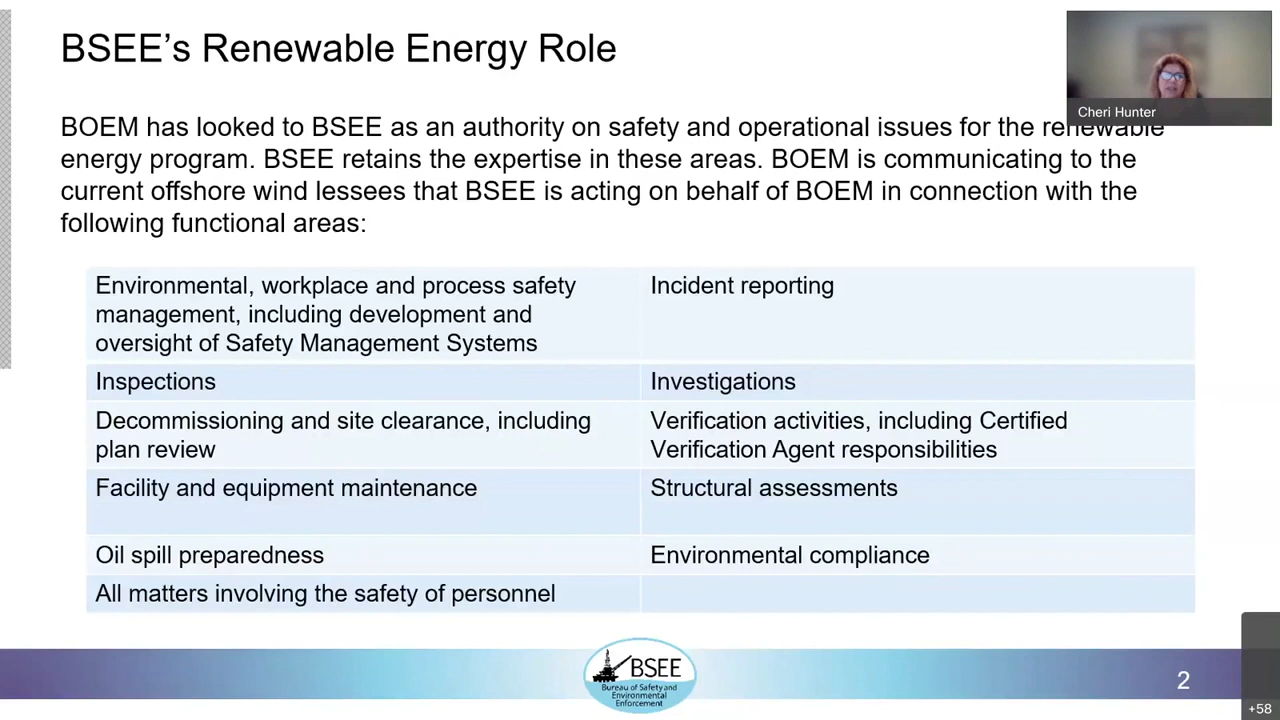 BSEE’s Renewable Energy Role
Cheri Hunter
BOEM has looked to BSEE as an authority on safety and operational issues for the renewable
energy program. BSEE retains the expertise in these areas. BOEM is communicating to the
current offshore wind lessees that BSEE is acting on behalf of BOEM in connection with the
following functional areas:
Environmental, workplace and process safety
management, including development and
oversight of Safety Management Systems
Incident reporting
Inspections
Investigations
Decommissioning and site clearance, including
plan review
Verification activities, including Certified
Verification Agent responsibilities
Facility and equipment maintenance
Structural assessments
Oil spill preparedness
Environmental compliance
All matters involving the safety of personnel
BSEE
Bureau of Safety and
Environmental
Enforcement
2
+58